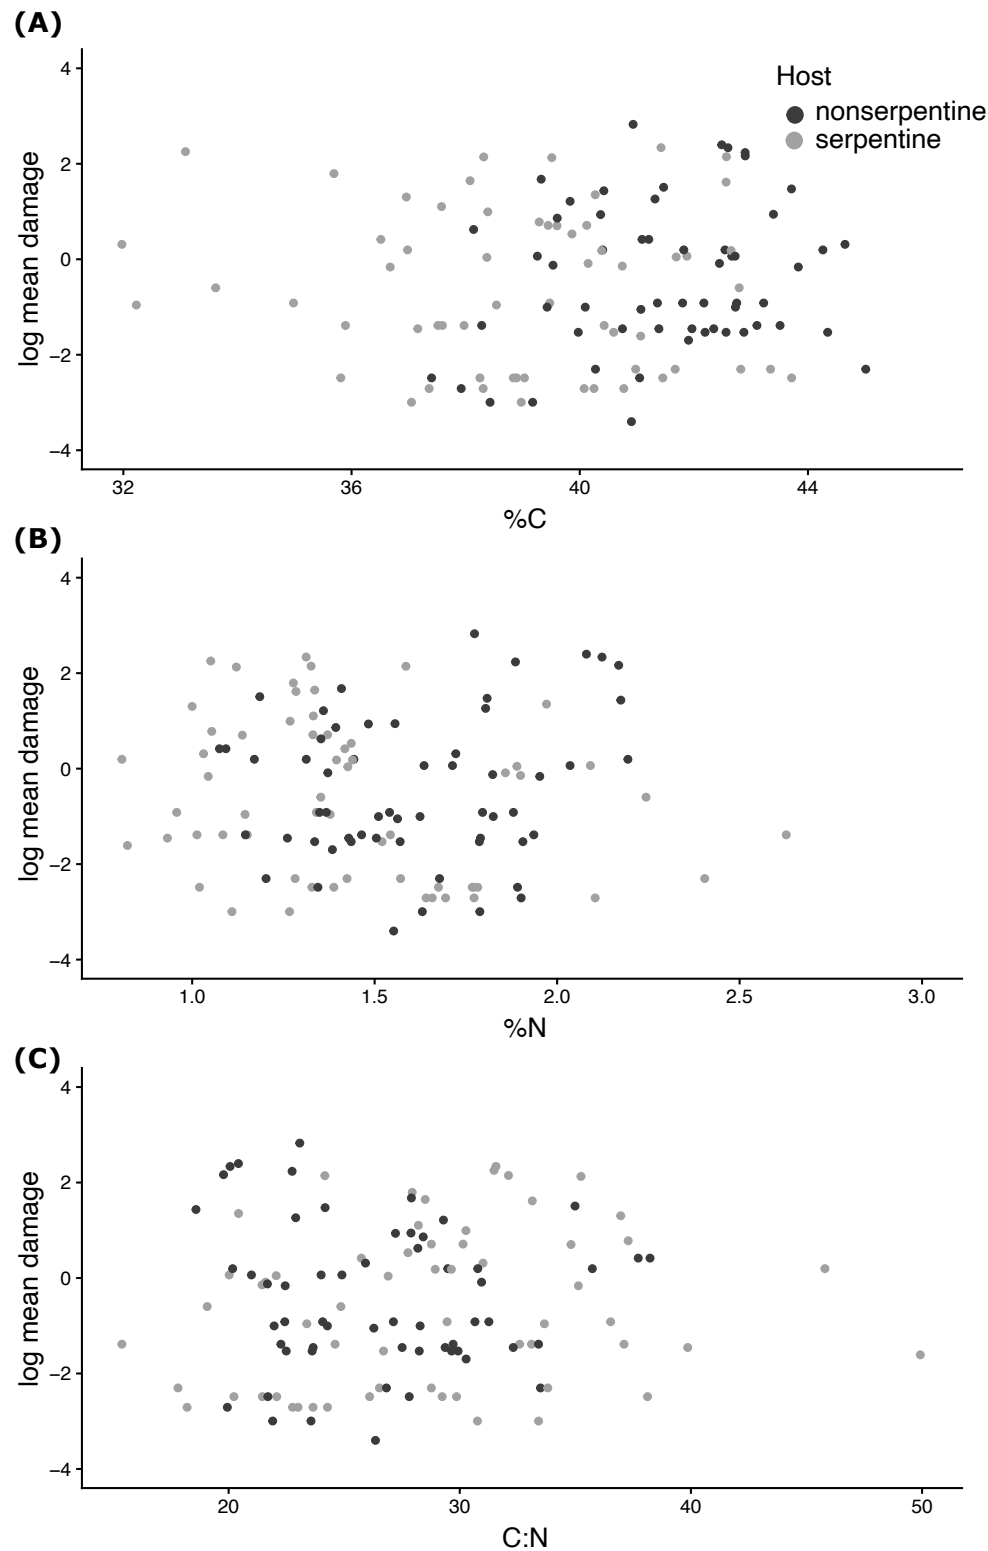 (A)
4
2
0
−2
−4
log mean damage
Host
nonserpentine
serpentine
32 36 40 44
%C
(B)
4
2
0
−2
−4
log mean damage
1.0 1.5 2.0 2.5 3.0
%N
(C)
4
2
0
−2
−4
log mean damage
20 30 40 50
C:N